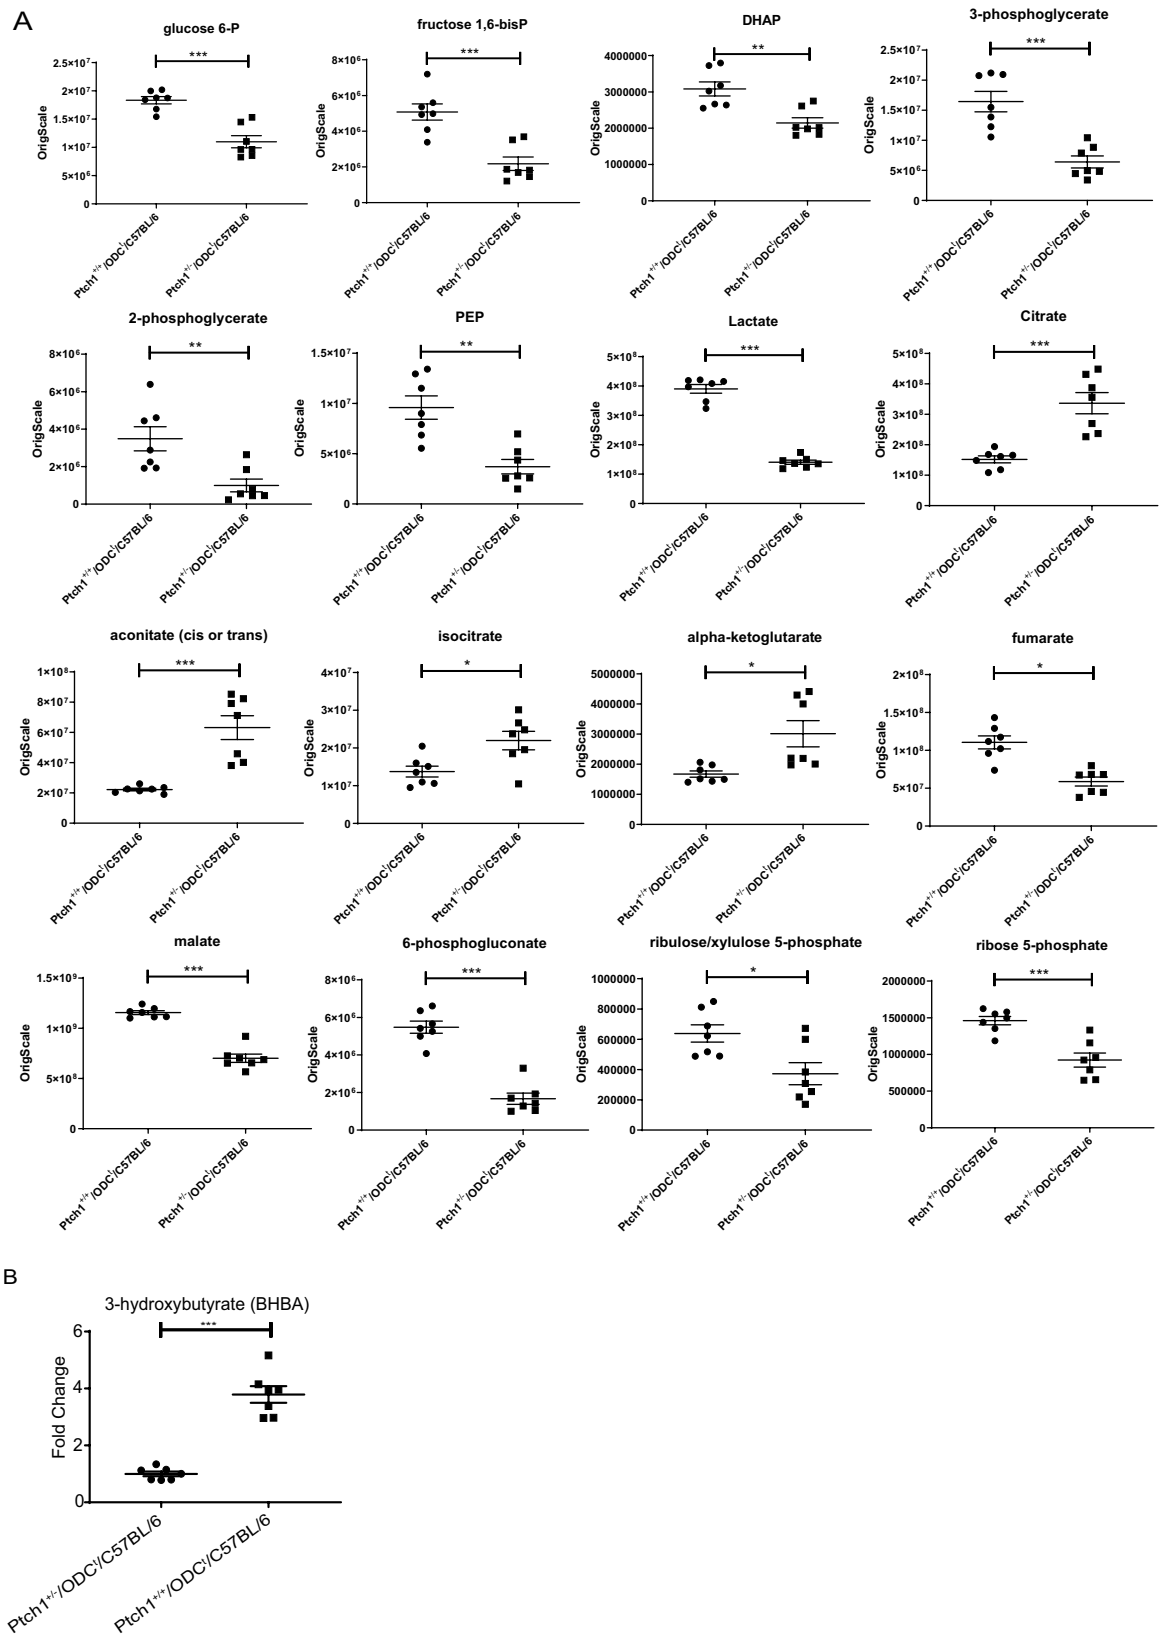 A
glucose 6-P
***
OrigScale
2.5×10⁷
2×10⁷
1.5×10⁷
1×10⁷
5×10⁶
0
Ptch1+/+/ODCt/C57BL/6
Ptch1+/-/ODCt/C57BL/6
fructose 1,6-bisP
***
OrigScale
8×10⁶
6×10⁶
4×10⁶
2×10⁶
0
Ptch1+/+/ODCt/C57BL/6
Ptch1+/-/ODCt/C57BL/6
DHAP
**
OrigScale
4000000
3000000
2000000
1000000
0
Ptch1+/+/ODCt/C57BL/6
Ptch1+/-/ODCt/C57BL/6
3-phosphoglycerate
***
OrigScale
2.5×10⁷
2×10⁷
1.5×10⁷
1×10⁷
5×10⁶
0
Ptch1+/+/ODCt/C57BL/6
Ptch1+/-/ODCt/C57BL/6
2-phosphoglycerate
**
OrigScale
8×10⁶
6×10⁶
4×10⁶
2×10⁶
0
Ptch1+/+/ODCt/C57BL/6
Ptch1+/-/ODCt/C57BL/6
PEP
**
OrigScale
1.5×10⁷
1×10⁷
5×10⁶
0
Ptch1+/+/ODCt/C57BL/6
Ptch1+/-/ODCt/C57BL/6
Lactate
***
OrigScale
5×10⁸
4×10⁸
3×10⁸
2×10⁸
1×10⁸
0
Ptch1+/+/ODCt/C57BL/6
Ptch1+/-/ODCt/C57BL/6
Citrate
***
OrigScale
5×10⁸
4×10⁸
3×10⁸
2×10⁸
1×10⁸
0
Ptch1+/+/ODCt/C57BL/6
Ptch1+/-/ODCt/C57BL/6
aconitate (cis or trans)
***
OrigScale
1×10⁸
8×10⁷
6×10⁷
4×10⁷
2×10⁷
0
Ptch1+/+/ODCt/C57BL/6
Ptch1+/-/ODCt/C57BL/6
isocitrate
*
OrigScale
4×10⁷
3×10⁷
2×10⁷
1×10⁷
0
Ptch1+/+/ODCt/C57BL/6
Ptch1+/-/ODCt/C57BL/6
alpha-ketoglutarate
*
OrigScale
5000000
4000000
3000000
2000000
1000000
0
Ptch1+/+/ODCt/C57BL/6
Ptch1+/-/ODCt/C57BL/6
fumarate
*
OrigScale
2×10⁸
1.5×10⁸
1×10⁸
5×10⁷
0
Ptch1+/+/ODCt/C57BL/6
Ptch1+/-/ODCt/C57BL/6
malate
***
OrigScale
1.5×10⁹
1×10⁹
5×10⁸
0
Ptch1+/+/ODCt/C57BL/6
Ptch1+/-/ODCt/C57BL/6
6-phosphogluconate
***
OrigScale
8×10⁶
6×10⁶
4×10⁶
2×10⁶
0
Ptch1+/+/ODCt/C57BL/6
Ptch1+/-/ODCt/C57BL/6
ribulose/xylulose 5-phosphate
*
OrigScale
1000000
800000
600000
400000
200000
0
Ptch1+/+/ODCt/C57BL/6
Ptch1+/-/ODCt/C57BL/6
ribose 5-phosphate
***
OrigScale
2000000
1500000
1000000
500000
0
Ptch1+/+/ODCt/C57BL/6
Ptch1+/-/ODCt/C57BL/6
B
3-hydroxybutyrate (BHBA)
***
Fold Change
6
4
2
0
Ptch1+/-/ODCt/C57BL/6
Ptch1+/+/ODCt/C57BL/6